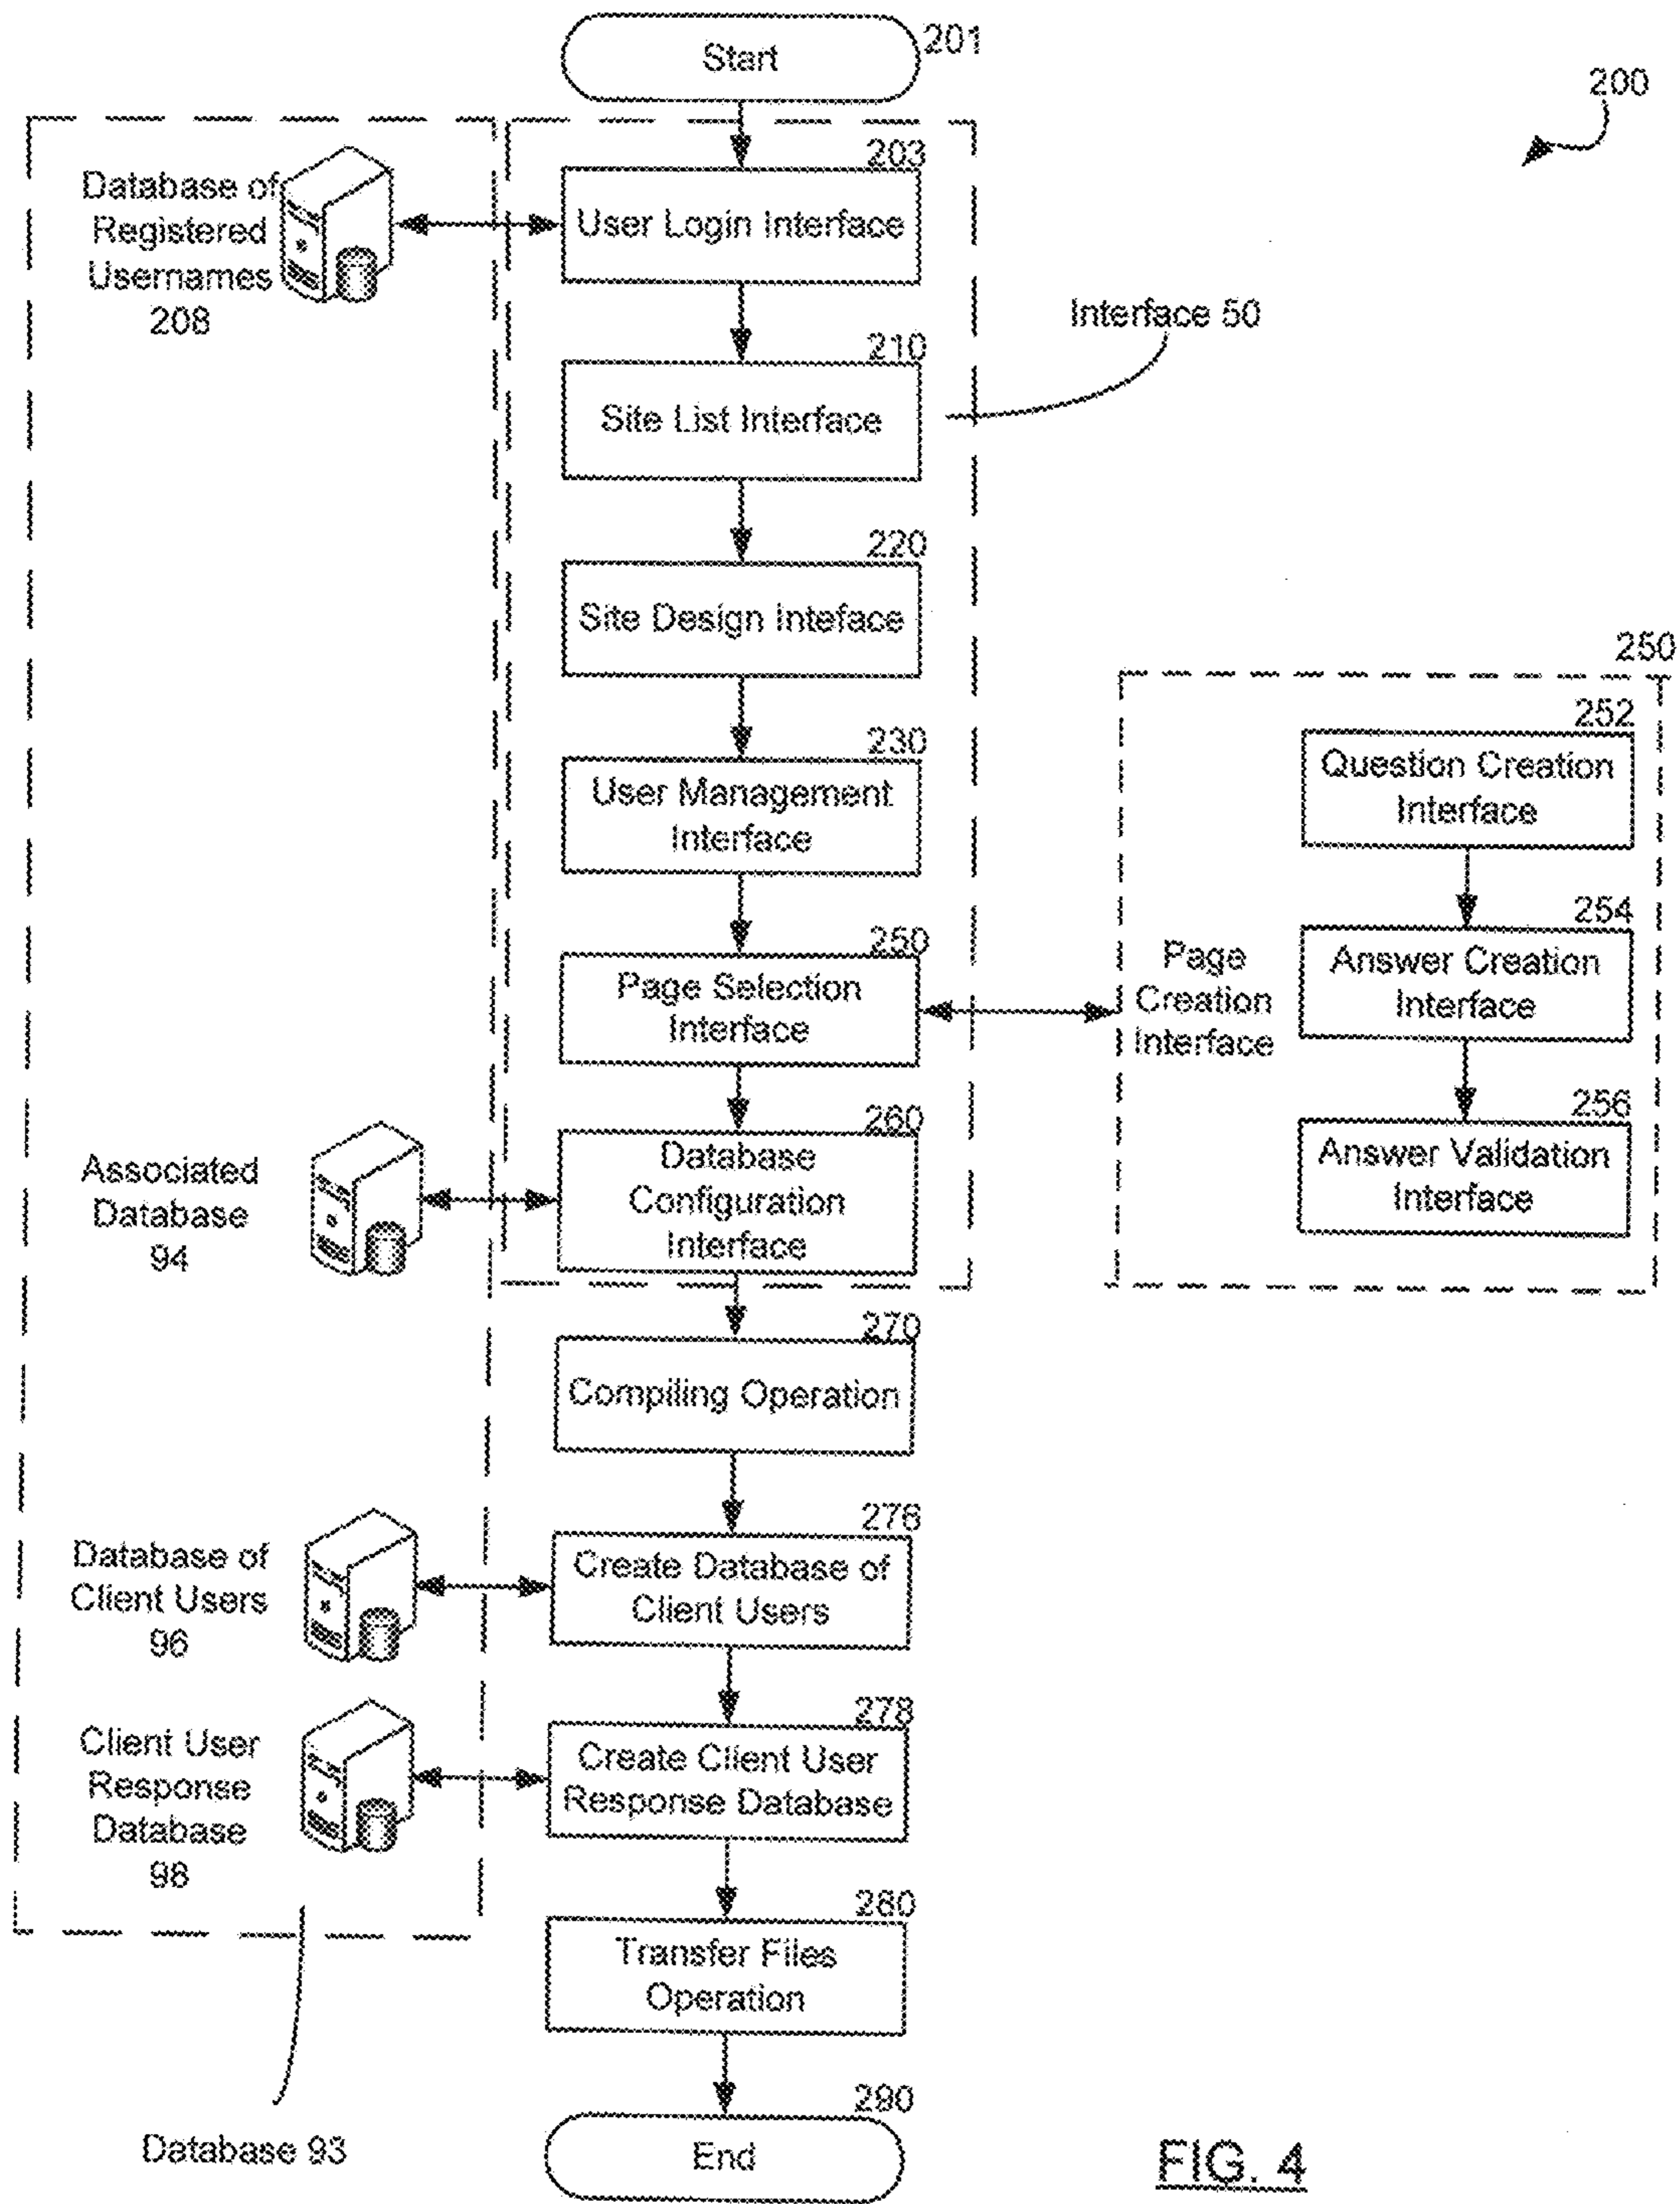 Start
201
200
203
User Login Interface
Database of
Registered
Usernames
208
Interface 50
210
Site List Interface
220
Site Design Inteface
230
User Management
Interface
250
Page Selection
Interface
250
252
Question Creation
Interface
254
Answer Creation
Interface
256
Answer Validation
Interface
Page
Creation
Interface
260
Database
Configuration
Interface
Associated
Database
94
270
Compiling Operation
276
Create Database of
Client Users
Database of
Client Users
96
278
Create Client User
Response Database
Client User
Response
Database
98
280
Transfer Files
Operation
290
End
Database 93
FIG. 4